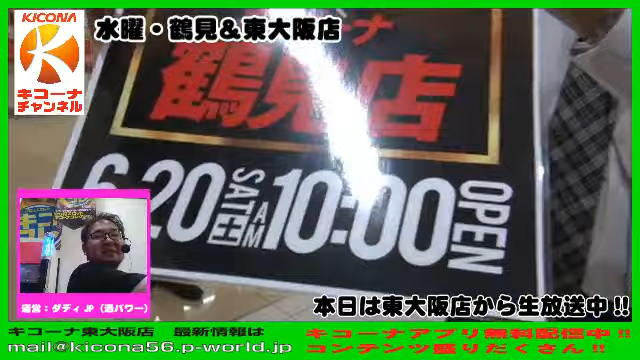 KICONA
キコーナ
チャンネル
水曜・鶴見&東大阪店
ナ
鶴見店
6.20 SAT 土 AM 10:00 OPEN
運営：ダディ JP（過パワー）
本日は東大阪店から生放送中!!
キコーナ東大阪店 最新情報は
mail@kicona56.p-world.jp
キコーナアプリ無料配信中!!
コンテンツ盛りだくさん!!